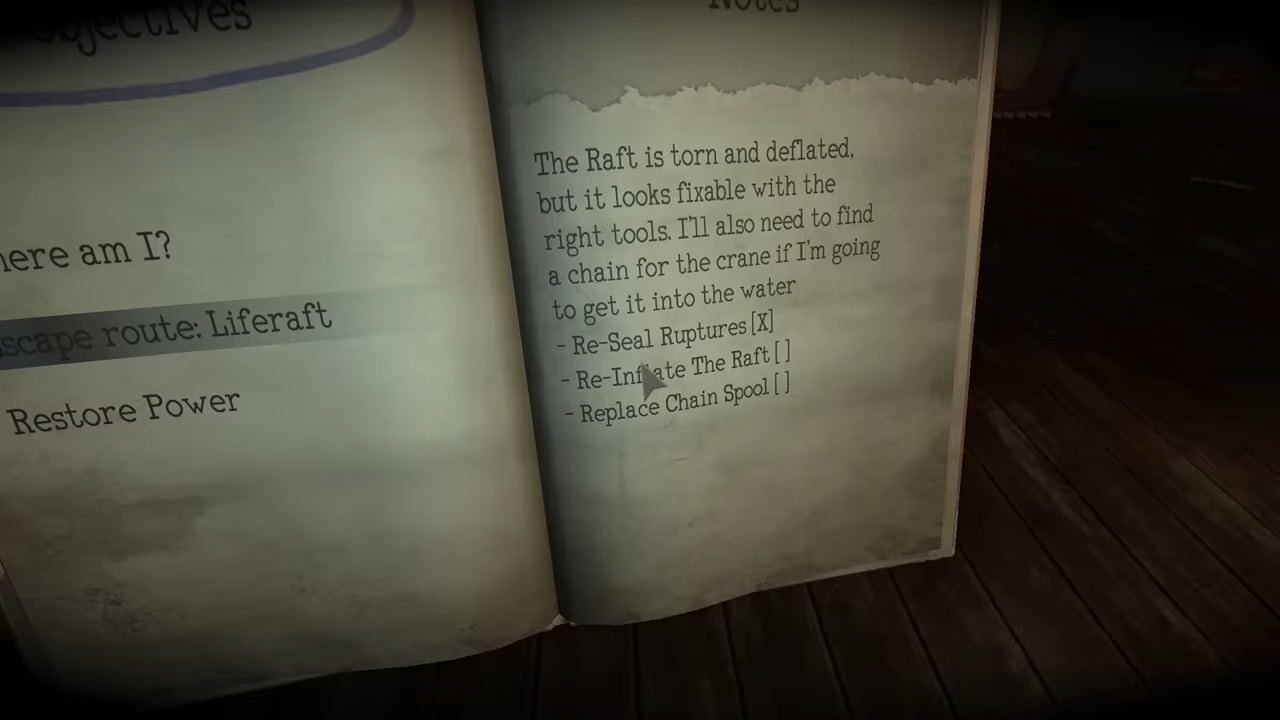 Objectives
here am I?
scape route: Liferaft
Restore Power
Notes
The Raft is torn and deflated,
but it looks fixable with the
right tools. I'll also need to find
a chain for the crane if I'm going
to get it into the water
- Re-Seal Ruptures [X]
- Re-Inflate The Raft [ ]
- Replace Chain Spool [ ]